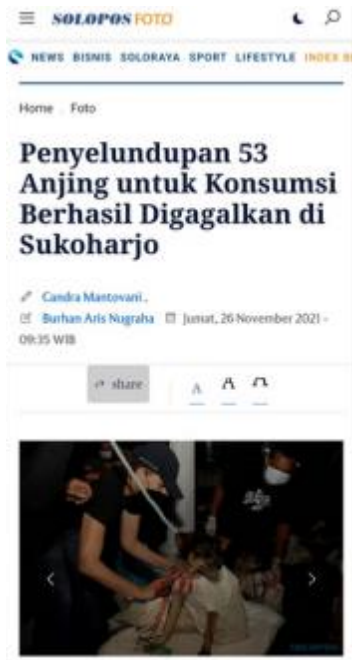 SOLOPOS FOTO
NEWS BISNIS SOLORAYA SPORT LIFESTYLE INDEX
Home . Foto
Penyelundupan 53
Anjing untuk Konsumsi
Berhasil Digagalkan di
Sukoharjo
Candra Mantovani ,
Burhan Aris Nugraha Jumat, 26 November 2021 -
09:35 WIB
share A A